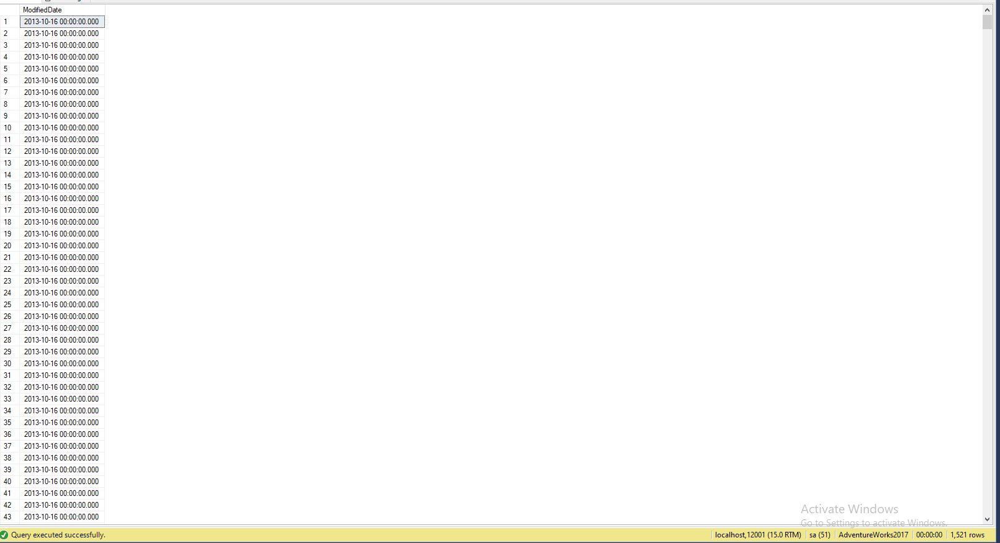 ModifiedDate
1 2013-10-16 00:00:00.000
2 2013-10-16 00:00:00.000
3 2013-10-16 00:00:00.000
4 2013-10-16 00:00:00.000
5 2013-10-16 00:00:00.000
6 2013-10-16 00:00:00.000
7 2013-10-16 00:00:00.000
8 2013-10-16 00:00:00.000
9 2013-10-16 00:00:00.000
10 2013-10-16 00:00:00.000
11 2013-10-16 00:00:00.000
12 2013-10-16 00:00:00.000
13 2013-10-16 00:00:00.000
14 2013-10-16 00:00:00.000
15 2013-10-16 00:00:00.000
16 2013-10-16 00:00:00.000
17 2013-10-16 00:00:00.000
18 2013-10-16 00:00:00.000
19 2013-10-16 00:00:00.000
20 2013-10-16 00:00:00.000
21 2013-10-16 00:00:00.000
22 2013-10-16 00:00:00.000
23 2013-10-16 00:00:00.000
24 2013-10-16 00:00:00.000
25 2013-10-16 00:00:00.000
26 2013-10-16 00:00:00.000
27 2013-10-16 00:00:00.000
28 2013-10-16 00:00:00.000
29 2013-10-16 00:00:00.000
30 2013-10-16 00:00:00.000
31 2013-10-16 00:00:00.000
32 2013-10-16 00:00:00.000
33 2013-10-16 00:00:00.000
34 2013-10-16 00:00:00.000
35 2013-10-16 00:00:00.000
36 2013-10-16 00:00:00.000
37 2013-10-16 00:00:00.000
38 2013-10-16 00:00:00.000
39 2013-10-16 00:00:00.000
40 2013-10-16 00:00:00.000
41 2013-10-16 00:00:00.000
42 2013-10-16 00:00:00.000
43 2013-10-16 00:00:00.000
Activate Windows
Go to Settings to activate Windows.
Query executed successfully. localhost,12001 (15.0 RTM) sa (51) AdventureWorks2017 00:00:00 1,521 rows